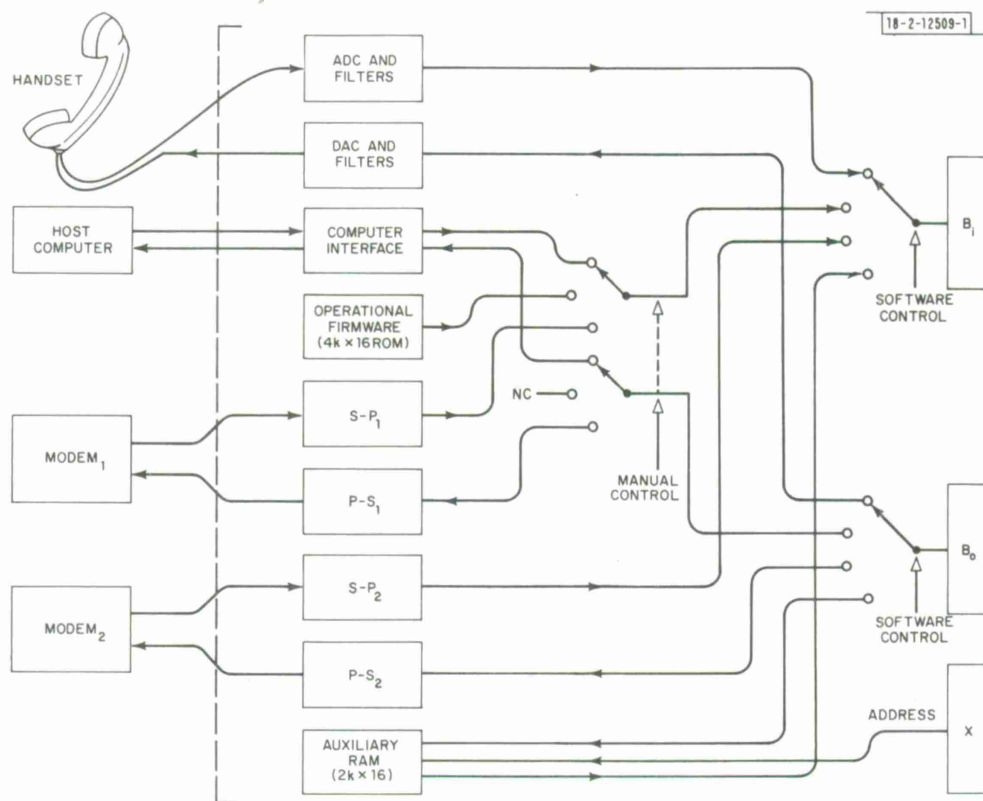 18-2-12509-1
HANDSET
ADC AND
FILTERS
DAC AND
FILTERS
HOST
COMPUTER
COMPUTER
INTERFACE
OPERATIONAL
FIRMWARE
(4k × 16 ROM)
NC
MANUAL
CONTROL
MODEM₁
S-P₁
P-S₁
MODEM₂
S-P₂
P-S₂
AUXILIARY
RAM
(2k × 16)
Bᵢ
SOFTWARE
CONTROL
Bₒ
SOFTWARE
CONTROL
ADDRESS
X